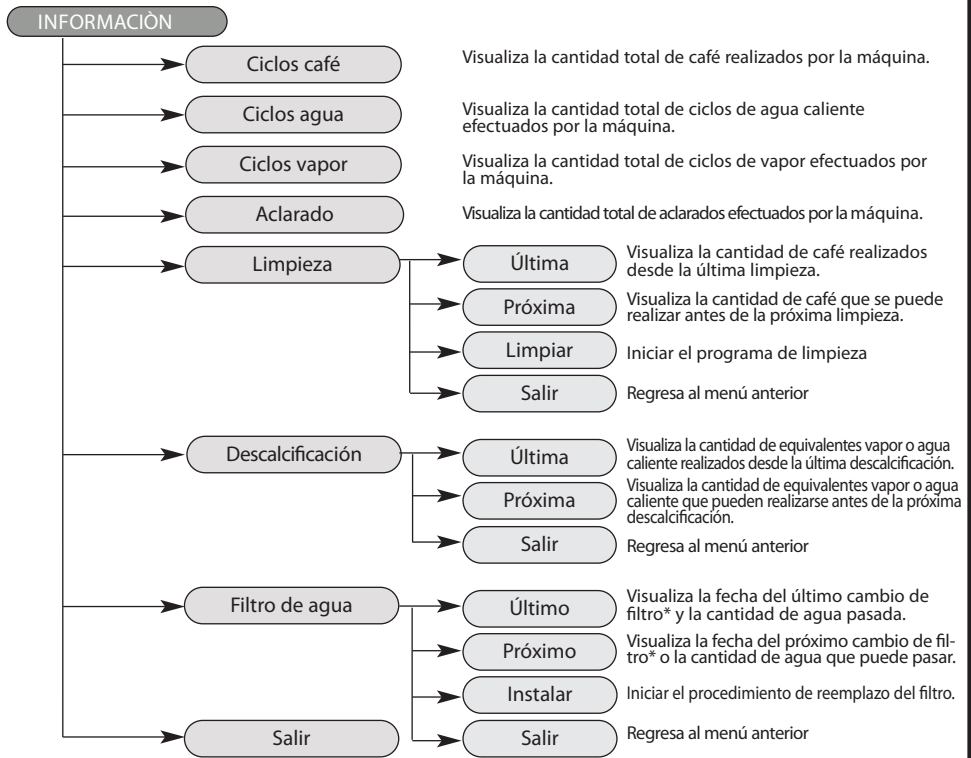 INFORMACIÒN
Ciclos café
Visualiza la cantidad total de café realizados por la máquina.
Ciclos agua
Visualiza la cantidad total de ciclos de agua caliente
efectuados por la máquina.
Ciclos vapor
Visualiza la cantidad total de ciclos de vapor efectuados por
la máquina.
Aclarado
Visualiza la cantidad total de aclarados efectuados por la máquina.
Limpieza
Última
Visualiza la cantidad de café realizados
desde la última limpieza.
Próxima
Visualiza la cantidad de café que se puede
realizar antes de la próxima limpieza.
Limpiar
Iniciar el programa de limpieza
Salir
Regresa al menú anterior
Descalcificación
Última
Visualiza la cantidad de equivalentes vapor o agua
caliente realizados desde la última descalcificación.
Próxima
Visualiza la cantidad de equivalentes vapor o agua
caliente que pueden realizarse antes de la próxima
descalcificación.
Salir
Regresa al menú anterior
Filtro de agua
Último
Visualiza la fecha del último cambio de
filtro* y la cantidad de agua pasada.
Próximo
Visualiza la fecha del próximo cambio de fil-
tro* o la cantidad de agua que puede pasar.
Instalar
Iniciar el procedimiento de reemplazo del filtro.
Salir
Salir
Regresa al menú anterior